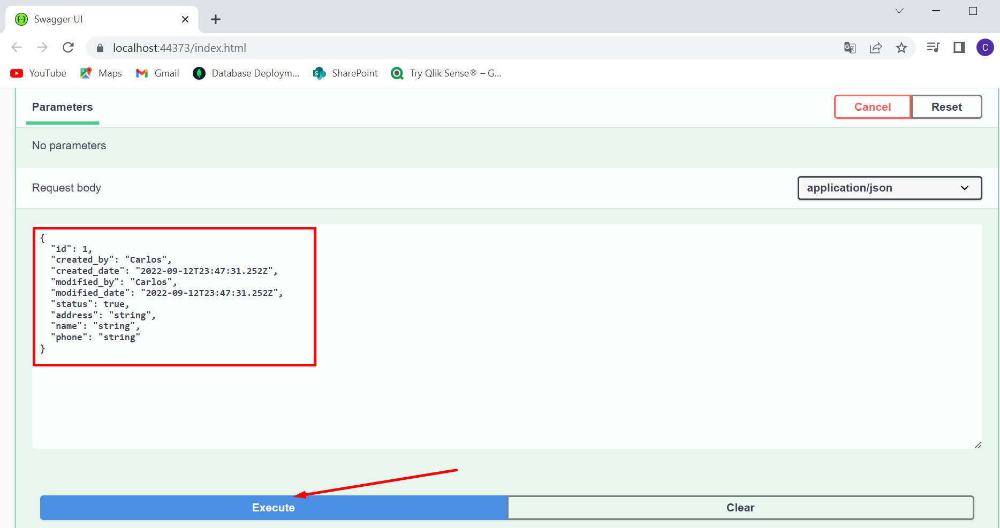 Swagger UI
localhost:44373/index.html
C
YouTube Maps Gmail Database Deploym... SharePoint Try Qlik Sense® – G...
Parameters
Cancel Reset
No parameters
Request body
application/json
{
"id": 1,
"created_by": "Carlos",
"created_date": "2022-09-12T23:47:31.252Z",
"modified_by": "Carlos",
"modified_date": "2022-09-12T23:47:31.252Z",
"status": true,
"address": "string",
"name": "string",
"phone": "string"
}
Execute Clear